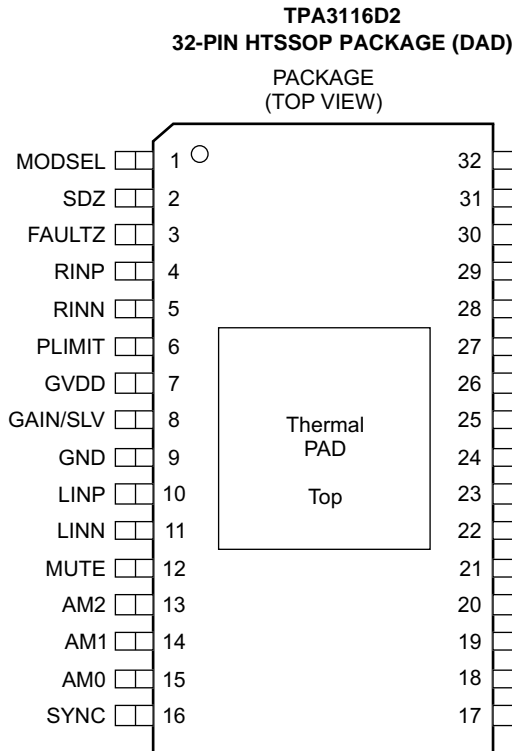 TPA3116D2
32-PIN HTSSOP PACKAGE (DAD)
PACKAGE
(TOP VIEW)
MODSEL 1 32
SDZ 2 31
FAULTZ 3 30
RINP 4 29
RINN 5 28
PLIMIT 6 27
GVDD 7 26
GAIN/SLV 8 25
GND 9 24
LINP 10 23
LINN 11 22
MUTE 12 21
AM2 13 20
AM1 14 19
AM0 15 18
SYNC 16 17
Thermal
PAD
Top